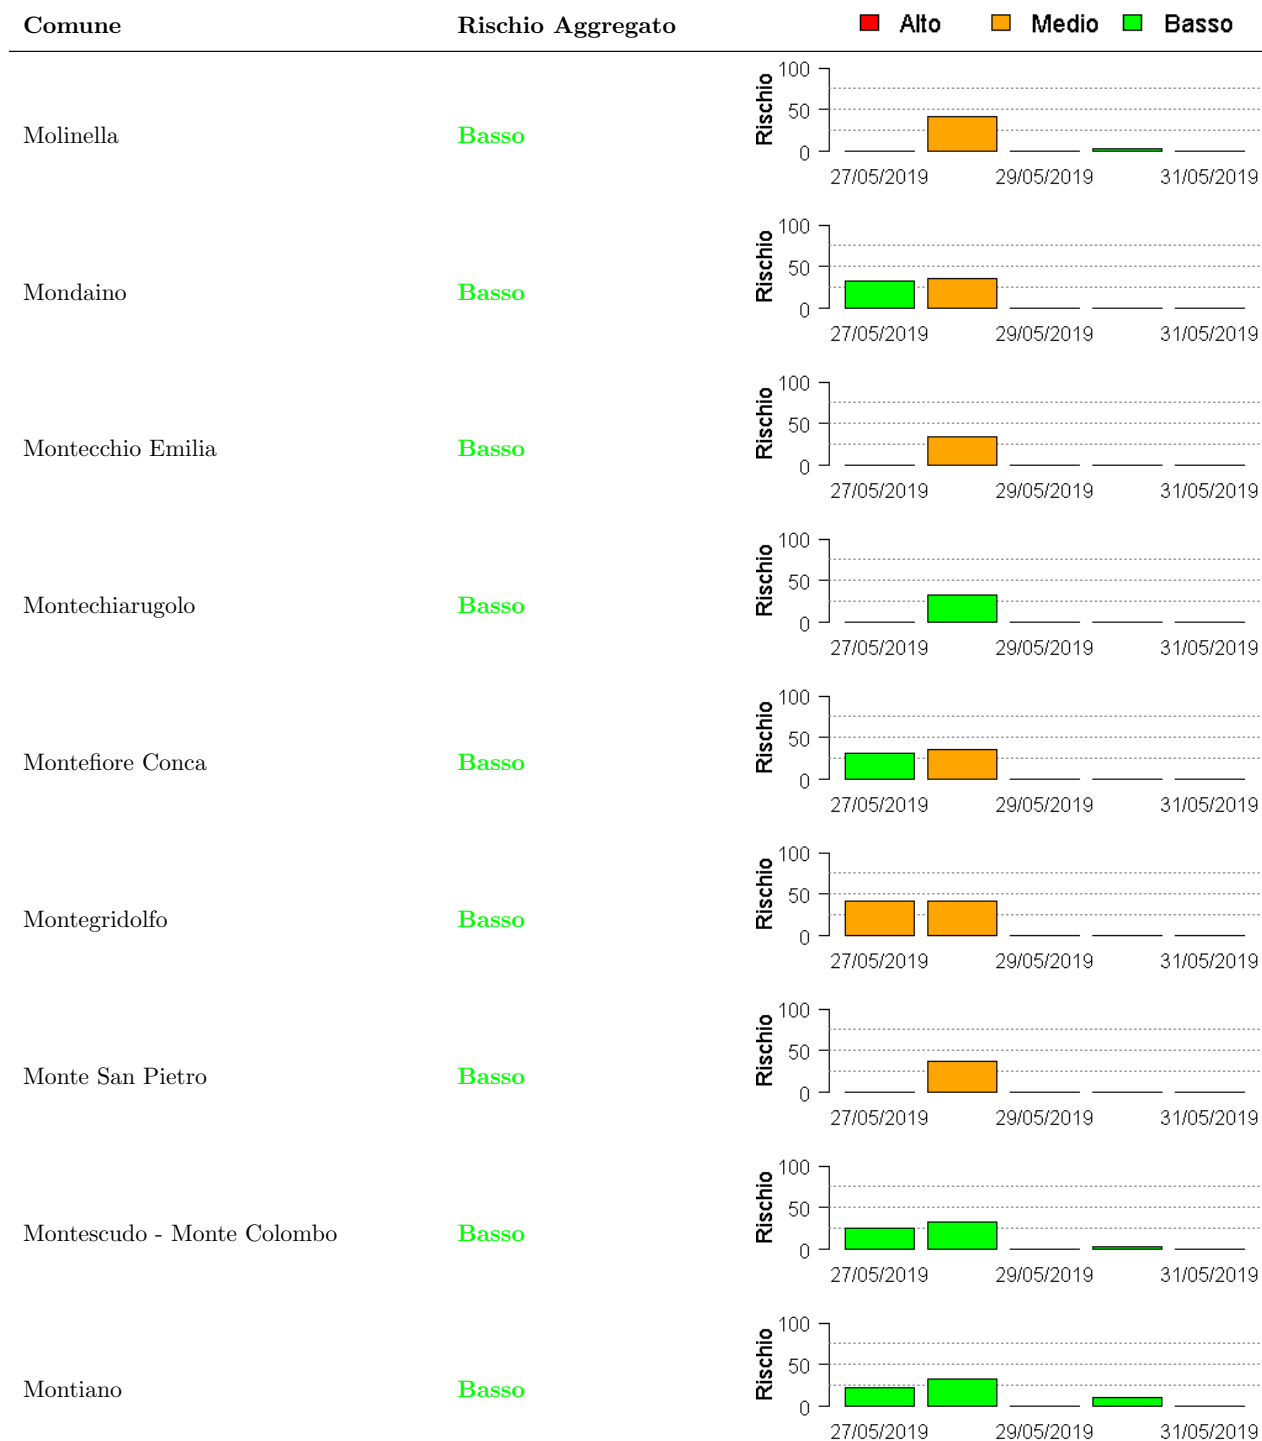 Comune Rischio Aggregato Alto Medio Basso
100
50
0
Rischio
Molinella Basso
27/05/2019 29/05/2019 31/05/2019
100
50
0
Rischio
Mondaino Basso
27/05/2019 29/05/2019 31/05/2019
100
50
0
Rischio
Montecchio Emilia Basso
27/05/2019 29/05/2019 31/05/2019
100
50
0
Rischio
Montechiarugolo Basso
27/05/2019 29/05/2019 31/05/2019
100
50
0
Rischio
Montefiore Conca Basso
27/05/2019 29/05/2019 31/05/2019
100
50
0
Rischio
Montegridolfo Basso
27/05/2019 29/05/2019 31/05/2019
100
50
0
Rischio
Monte San Pietro Basso
27/05/2019 29/05/2019 31/05/2019
100
50
0
Rischio
Montescudo - Monte Colombo Basso
27/05/2019 29/05/2019 31/05/2019
100
50
0
Rischio
Montiano Basso
27/05/2019 29/05/2019 31/05/2019